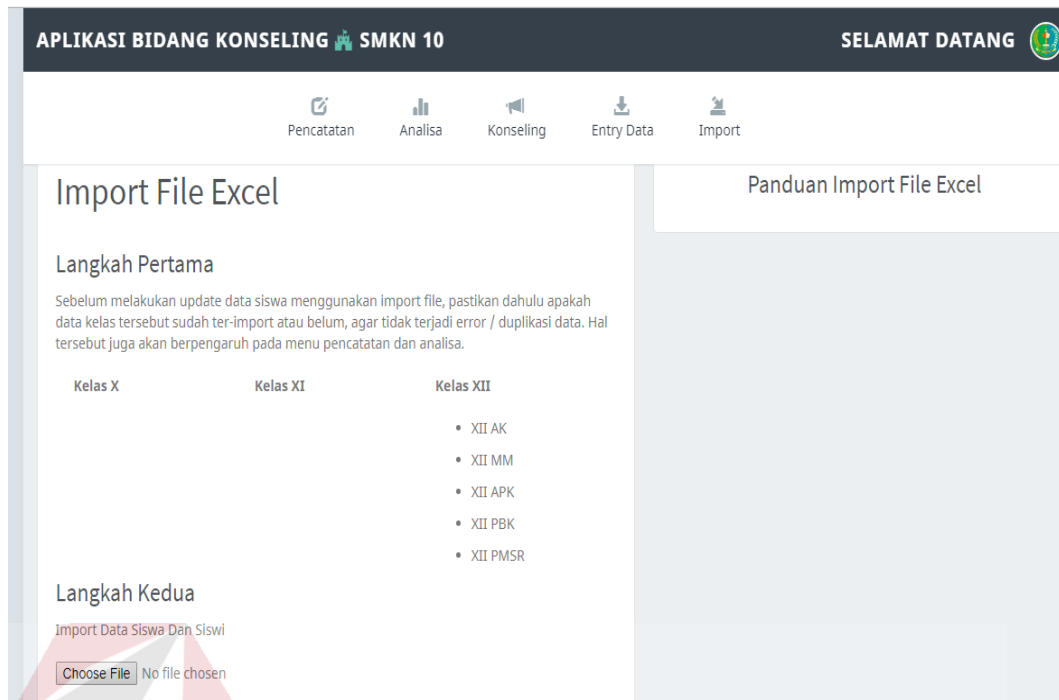 APLIKASI BIDANG KONSELING SMKN 10
SELAMAT DATANG
Pencatatan
Analisa
Konseling
Entry Data
Import
Import File Excel
Langkah Pertama
Sebelum melakukan update data siswa menggunakan import file, pastikan dahulu apakah
data kelas tersebut sudah ter-import atau belum, agar tidak terjadi error / duplikasi data. Hal
tersebut juga akan berpengaruh pada menu pencatatan dan analisa.
Kelas X
Kelas XI
Kelas XII
• XII AK
• XII MM
• XII APK
• XII PBK
• XII PMSR
Langkah Kedua
Import Data Siswa Dan Siswi
Choose File No file chosen
Panduan Import File Excel